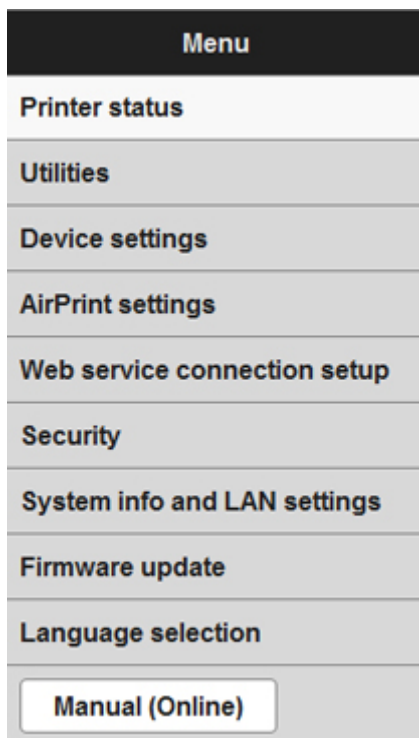 Menu
Printer status
Utilities
Device settings
AirPrint settings
Web service connection setup
Security
System info and LAN settings
Firmware update
Language selection
Manual (Online)